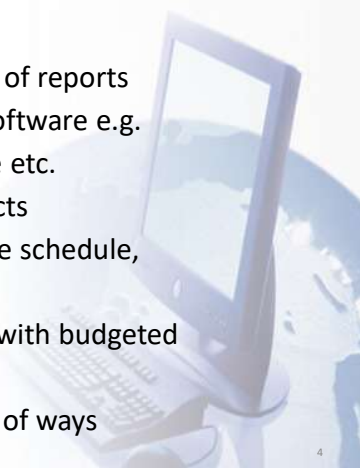 of reports
oftware e.g.
e etc.
cts
e schedule,
with budgeted
of ways
4